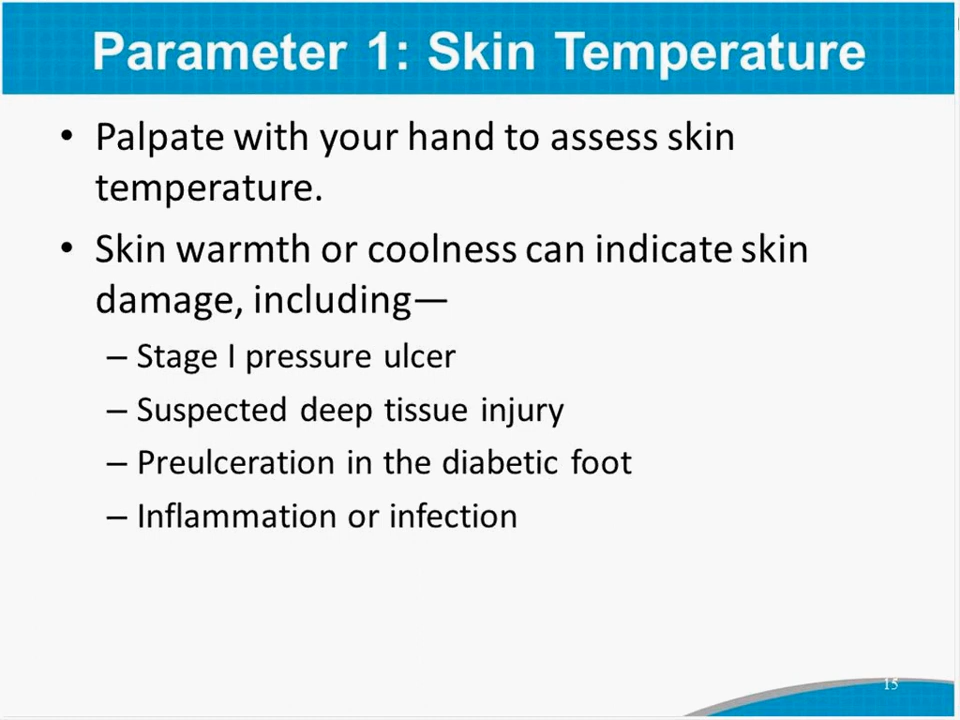 Parameter 1: Skin Temperature
• Palpate with your hand to assess skin
temperature.
• Skin warmth or coolness can indicate skin
damage, including—
– Stage I pressure ulcer
– Suspected deep tissue injury
– Preulceration in the diabetic foot
– Inflammation or infection
15